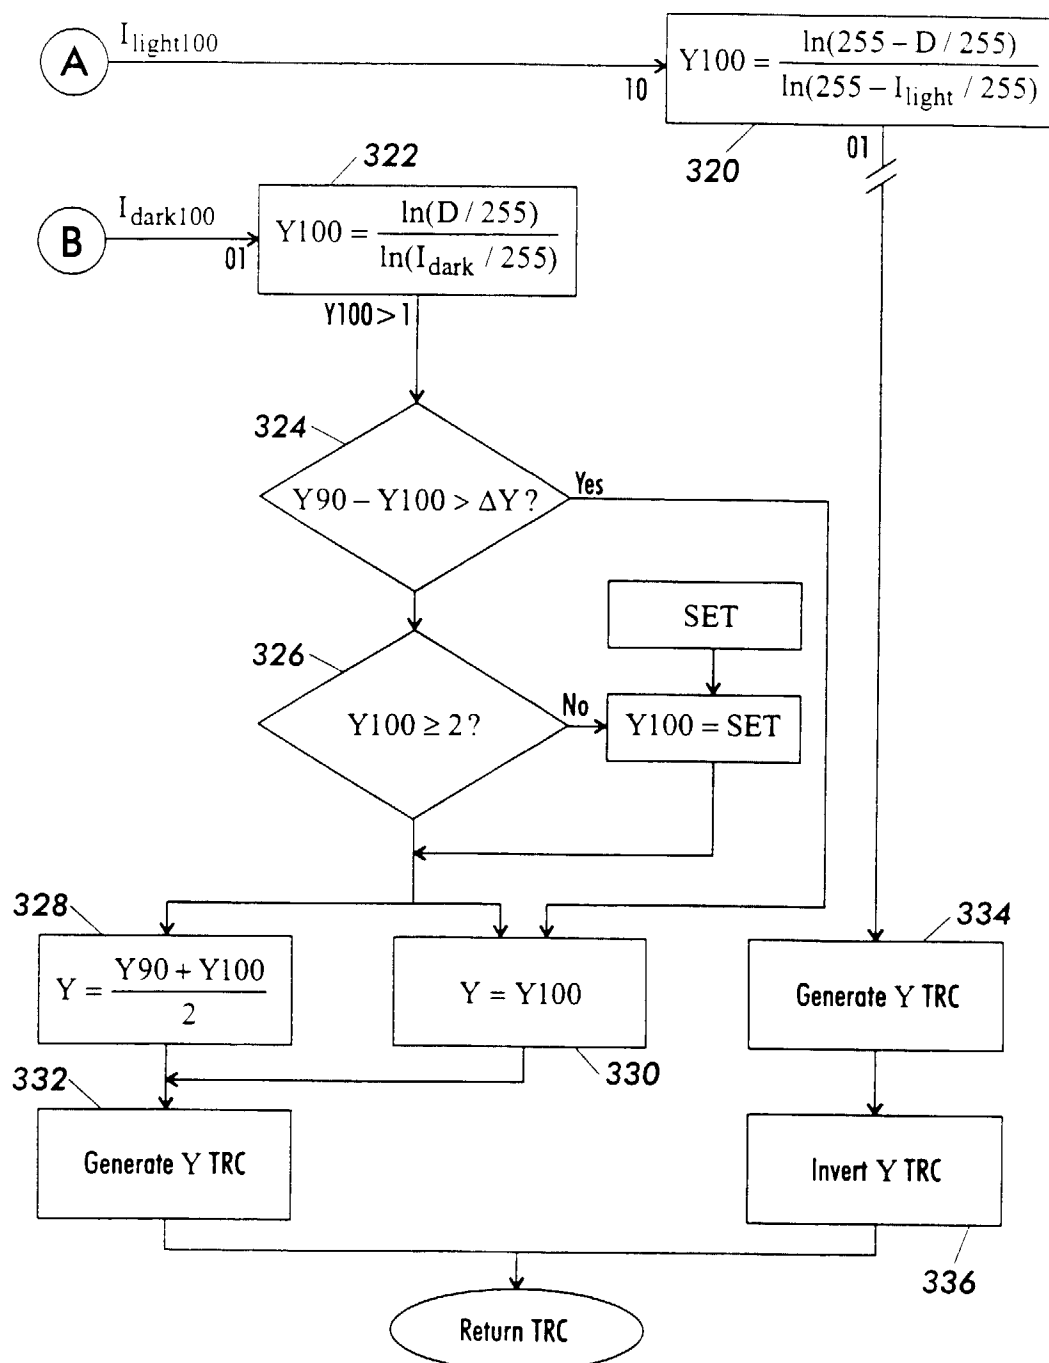 A
I_light100
10
Y100 = ln(255 – D / 255) / ln(255 – I_light / 255)
320
01
322
B
I_dark100
01
Y100 = ln(D / 255) / ln(I_dark / 255)
Y100 > 1
324
Y90 – Y100 > ΔY ?
Yes
SET
326
Y100 ≥ 2 ?
No
Y100 = SET
328
Y = Y90 + Y100 / 2
Y = Y100
330
334
Generate Y TRC
332
Generate Y TRC
Invert Y TRC
336
Return TRC